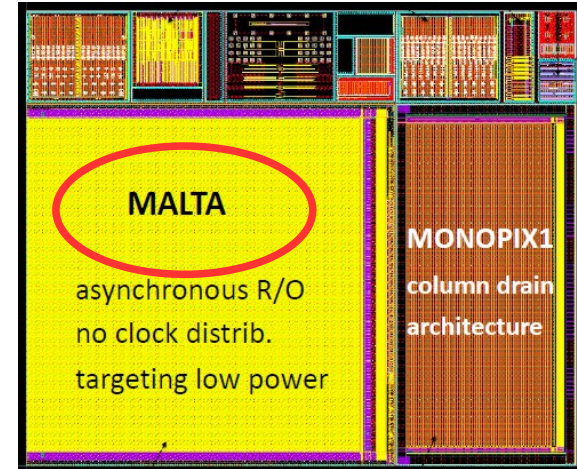 MALTA
asynchronous R/O
no clock distrib.
targeting low power
MONOPIX1
column drain
architecture